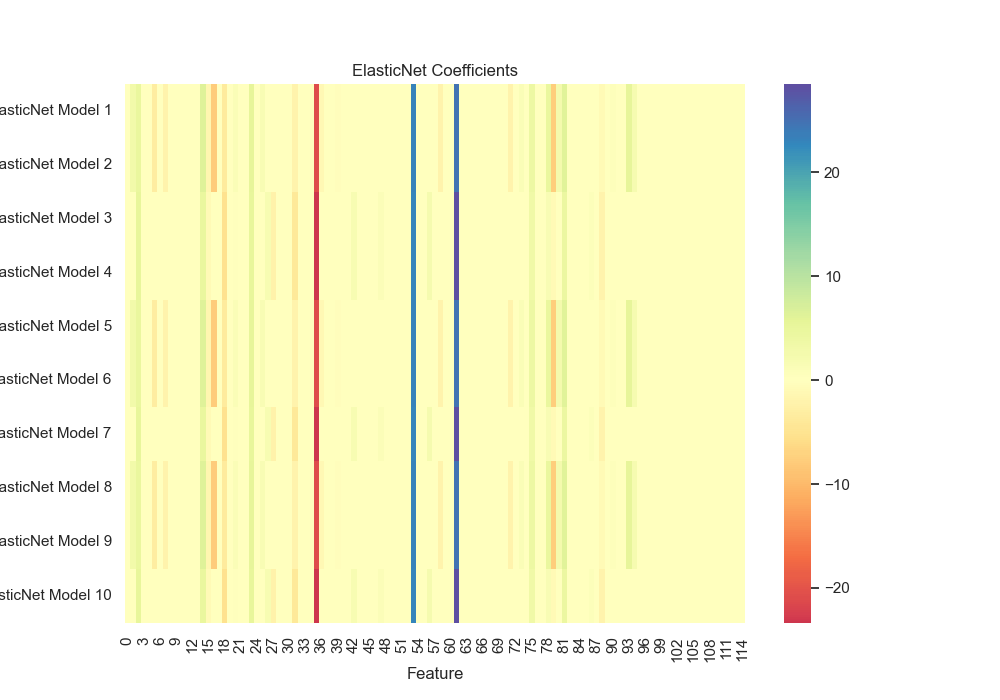 ElasticNet Coefficients
asticNet Model 1
asticNet Model 2
asticNet Model 3
asticNet Model 4
asticNet Model 5
asticNet Model 6
asticNet Model 7
asticNet Model 8
asticNet Model 9
sticNet Model 10
0 3 6 9 12 15 18 21 24 27 30 33 36 39 42 45 48 51 54 57 60 63 66 69 72 75 78 81 84 87 90 93 96 99 102 105 108 111 114
Feature
20
10
0
−10
−20